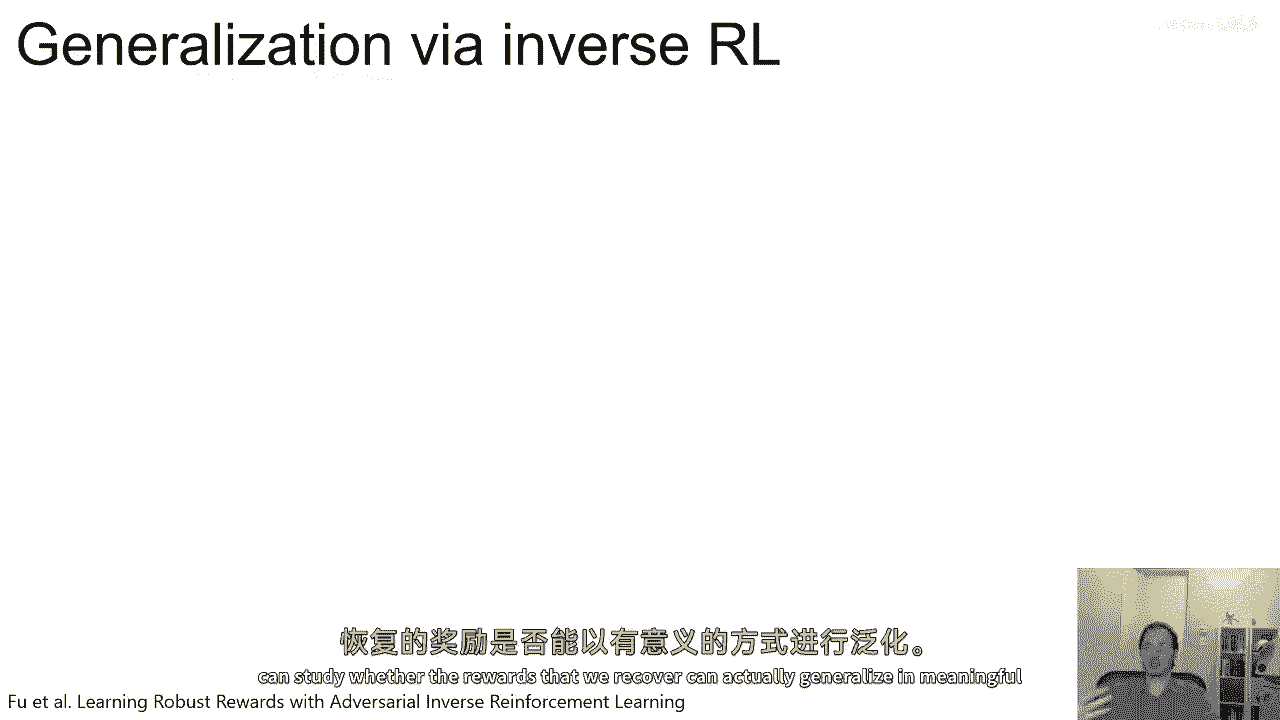 Generalization via inverse RL
恢复的奖励是否能以有意义的方式进行泛化。
can study whether the rewards that we recover can actually generalize in meaningful
Fu et al. Learning Robust Rewards with Adversarial Inverse Reinforcement Learning